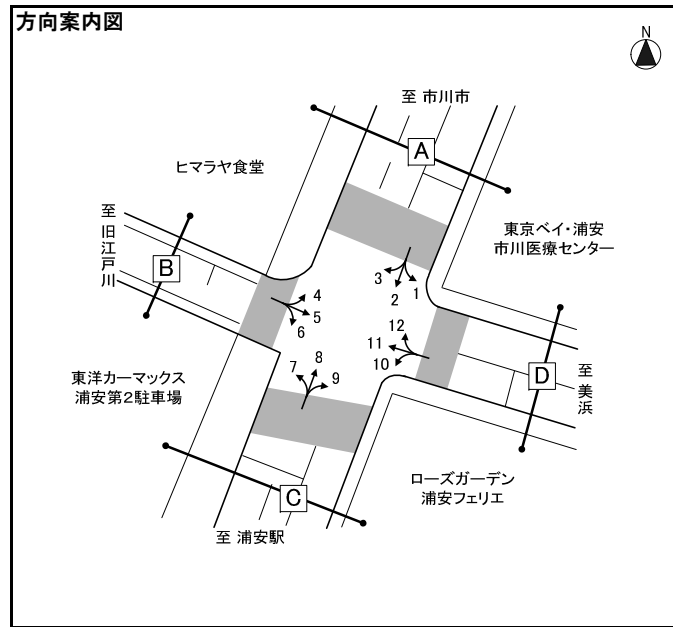 方向案内図
N
至 市川市
A
ヒマラヤ食堂
至旧江戸川
東京ベイ・浦安
市川医療センター
B
3
2
1
4
5
6
12
11
10
7
8
9
D
至美浜
東洋カーマックス
浦安第2駐車場
C
ローズガーデン
浦安フェリエ
至 浦安駅